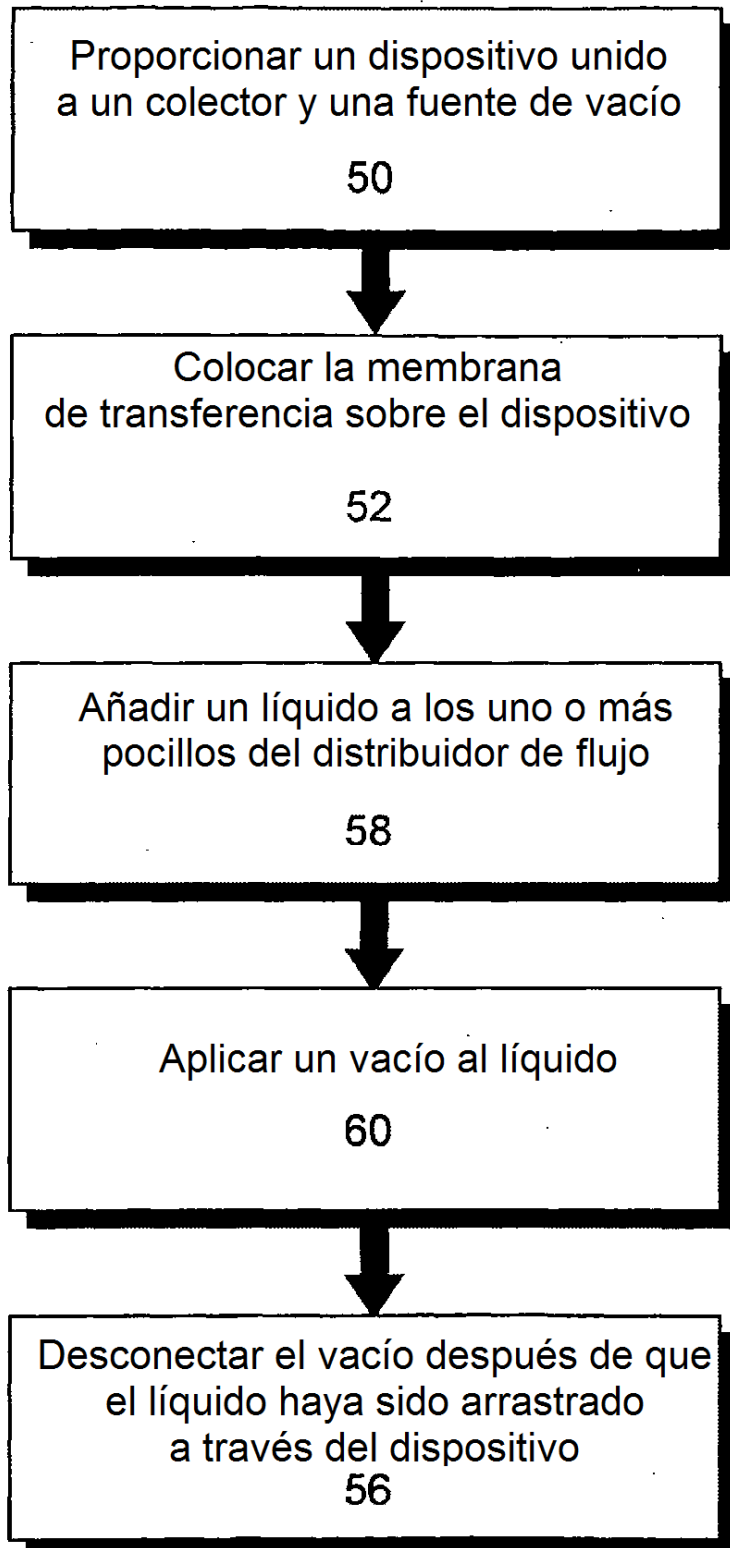 Proporcionar un dispositivo unido
a un colector y una fuente de vacío
50
Colocar la membrana
de transferencia sobre el dispositivo
52
Añadir un líquido a los uno o más
pocillos del distribuidor de flujo
58
Aplicar un vacío al líquido
60
Desconectar el vacío después de que
el líquido haya sido arrastrado
a través del dispositivo
56